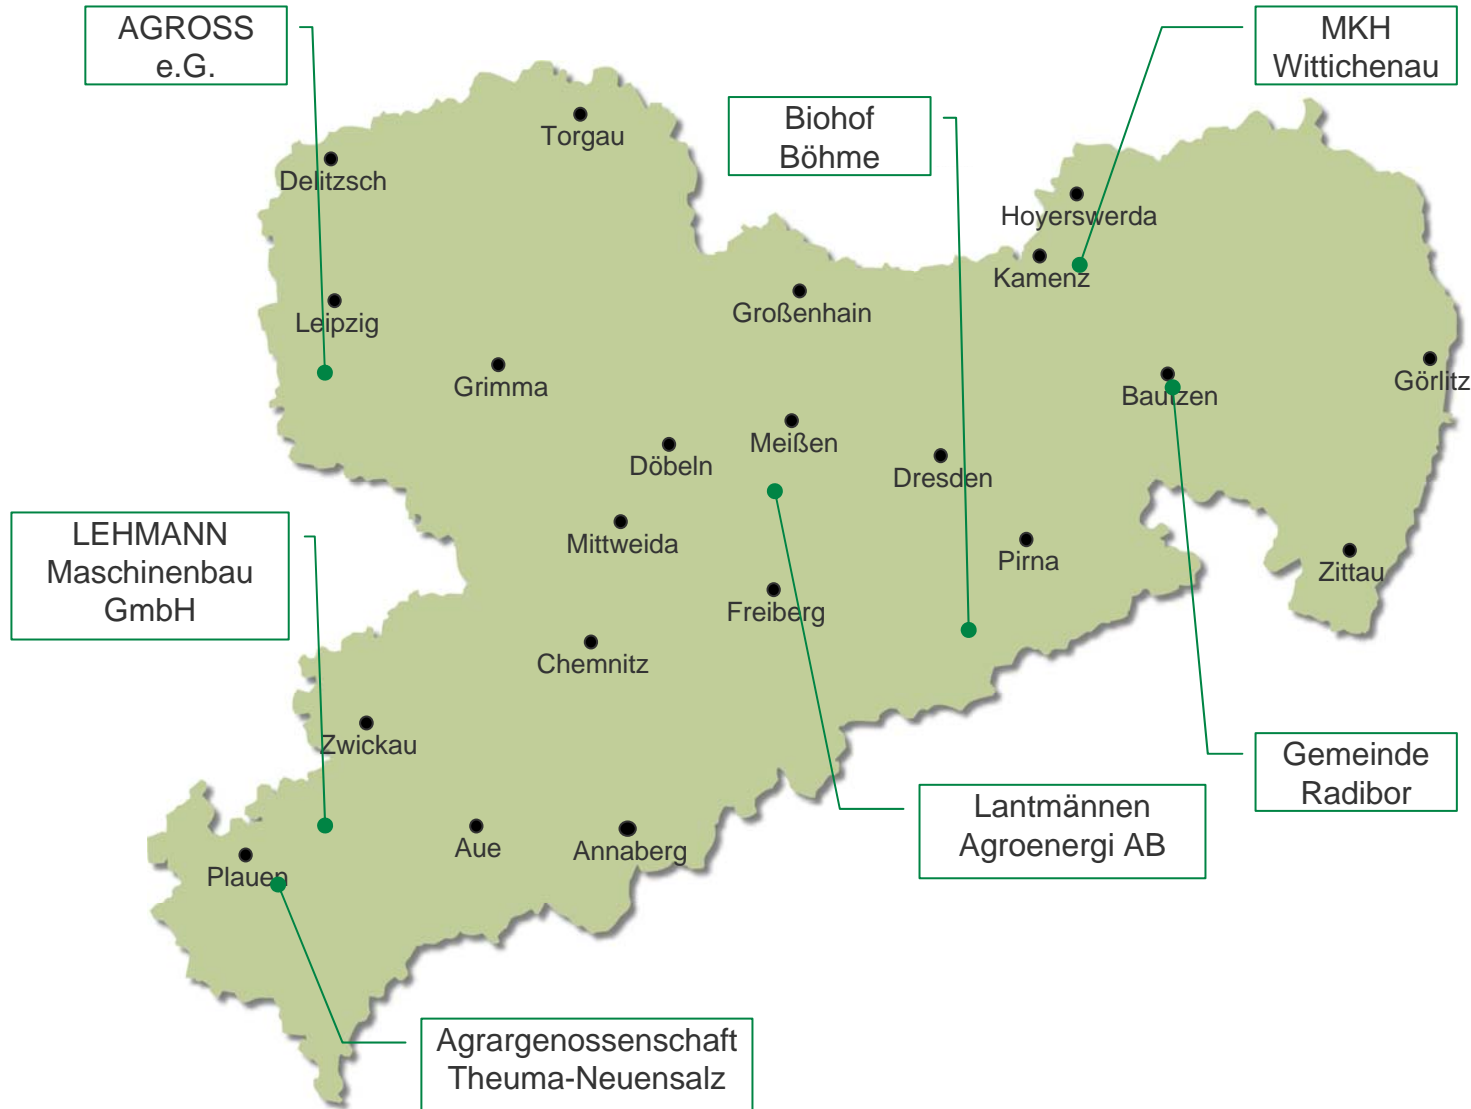 AGROSS
e.G.
MKH
Wittichenau
Biohof
Böhme
Torgau
Delitzsch
Hoyerswerda
Kamenz
Leipzig
Großenhain
Grimma
Görlitz
Bautzen
Meißen
Döbeln
Dresden
LEHMANN
Maschinenbau
GmbH
Mittweida
Pirna
Zittau
Freiberg
Chemnitz
Zwickau
Gemeinde
Radibor
Lantmännen
Agroenergi AB
Aue
Annaberg
Plauen
Agrargenossenschaft
Theuma-Neuensalz